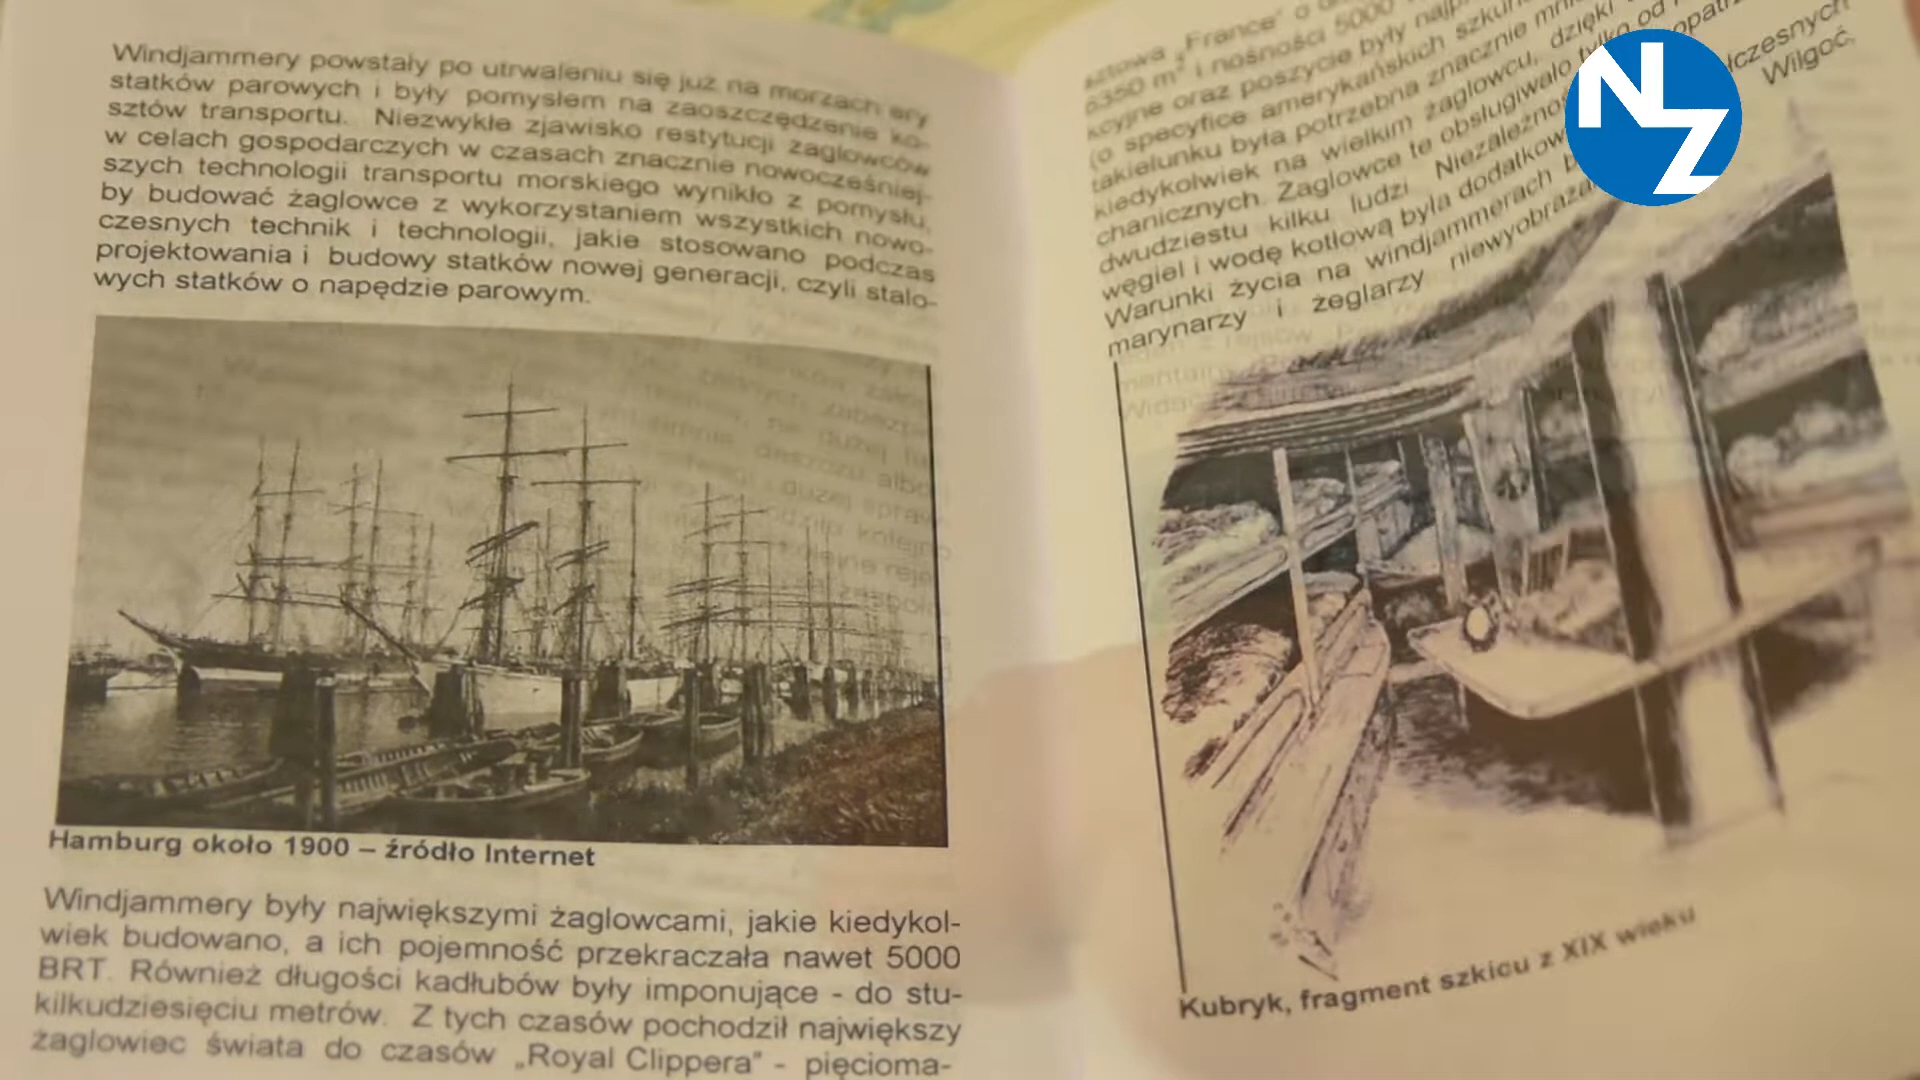 Windjammery powstały po utrwaleniu się już na morzach ery
statków parowych i były pomysłem na zaoszczędzenie ko-
sztów transportu. Niezwykłe zjawisko restytucji żaglowców
w celach gospodarczych w czasach znacznie nowocześniej-
szych technologii transportu morskiego wynikło z pomysłu,
by budować żaglowce z wykorzystaniem wszystkich nowo-
czesnych technik i technologii, jakie stosowano podczas
projektowania i budowy statków nowej generacji, czyli stalo-
wych statków o napędzie parowym.
Hamburg około 1900 – źródło Internet
Windjammery były największymi żaglowcami, jakie kiedykol-
wiek budowano, a ich pojemność przekraczała nawet 5000
BRT. Również długości kadłubów były imponujące - do stu-
kilkudziesięciu metrów. Z tych czasów pochodził największy
żaglowiec świata do czasów „Royal Clippera" - pięcioma-
sztowa „France" o
6350 m² i nośności 5000
kcyjne oraz poszycie były
(o specyfice amerykańskich
takielunku była potrzebna znacznie
kiedykolwiek na wielkim żaglowcu, dzięki
chanicznych. Żaglowce te obsługiwało tylko od
dwudziestu kilku ludzi. Niezależnie
węgiel i wodę kotłową była
Warunki życia na windjammerach
marynarzy i żeglarzy
Wilgoć,
Kubryk, fragment szkicu z XIX wieku
NZ